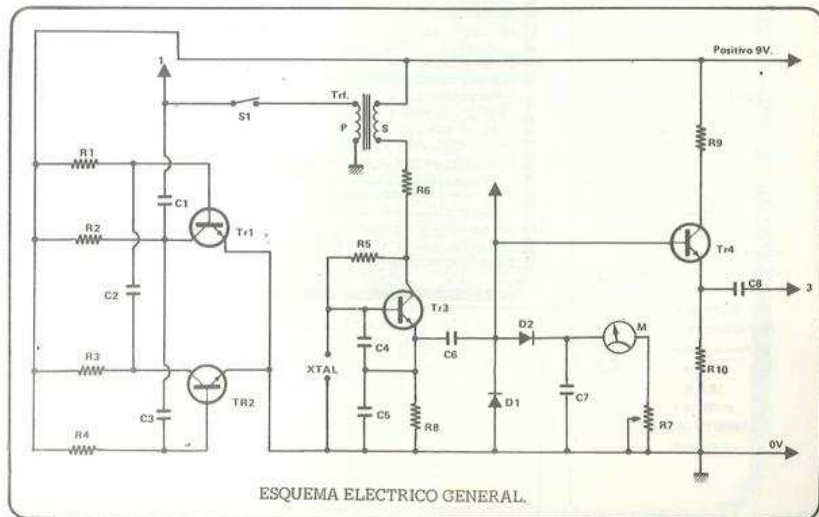 Positivo 9V.
1
S1
Trf.
P
S
R1
R9
R6
C1
Tr1
R2
R5
Tr4
C2
Tr3
C8
3
D2
M
C4
C6
R3
XTAL
R10
TR2
C5
R8
D1
C7
R7
C3
R4
0V
ESQUEMA ELECTRICO GENERAL.